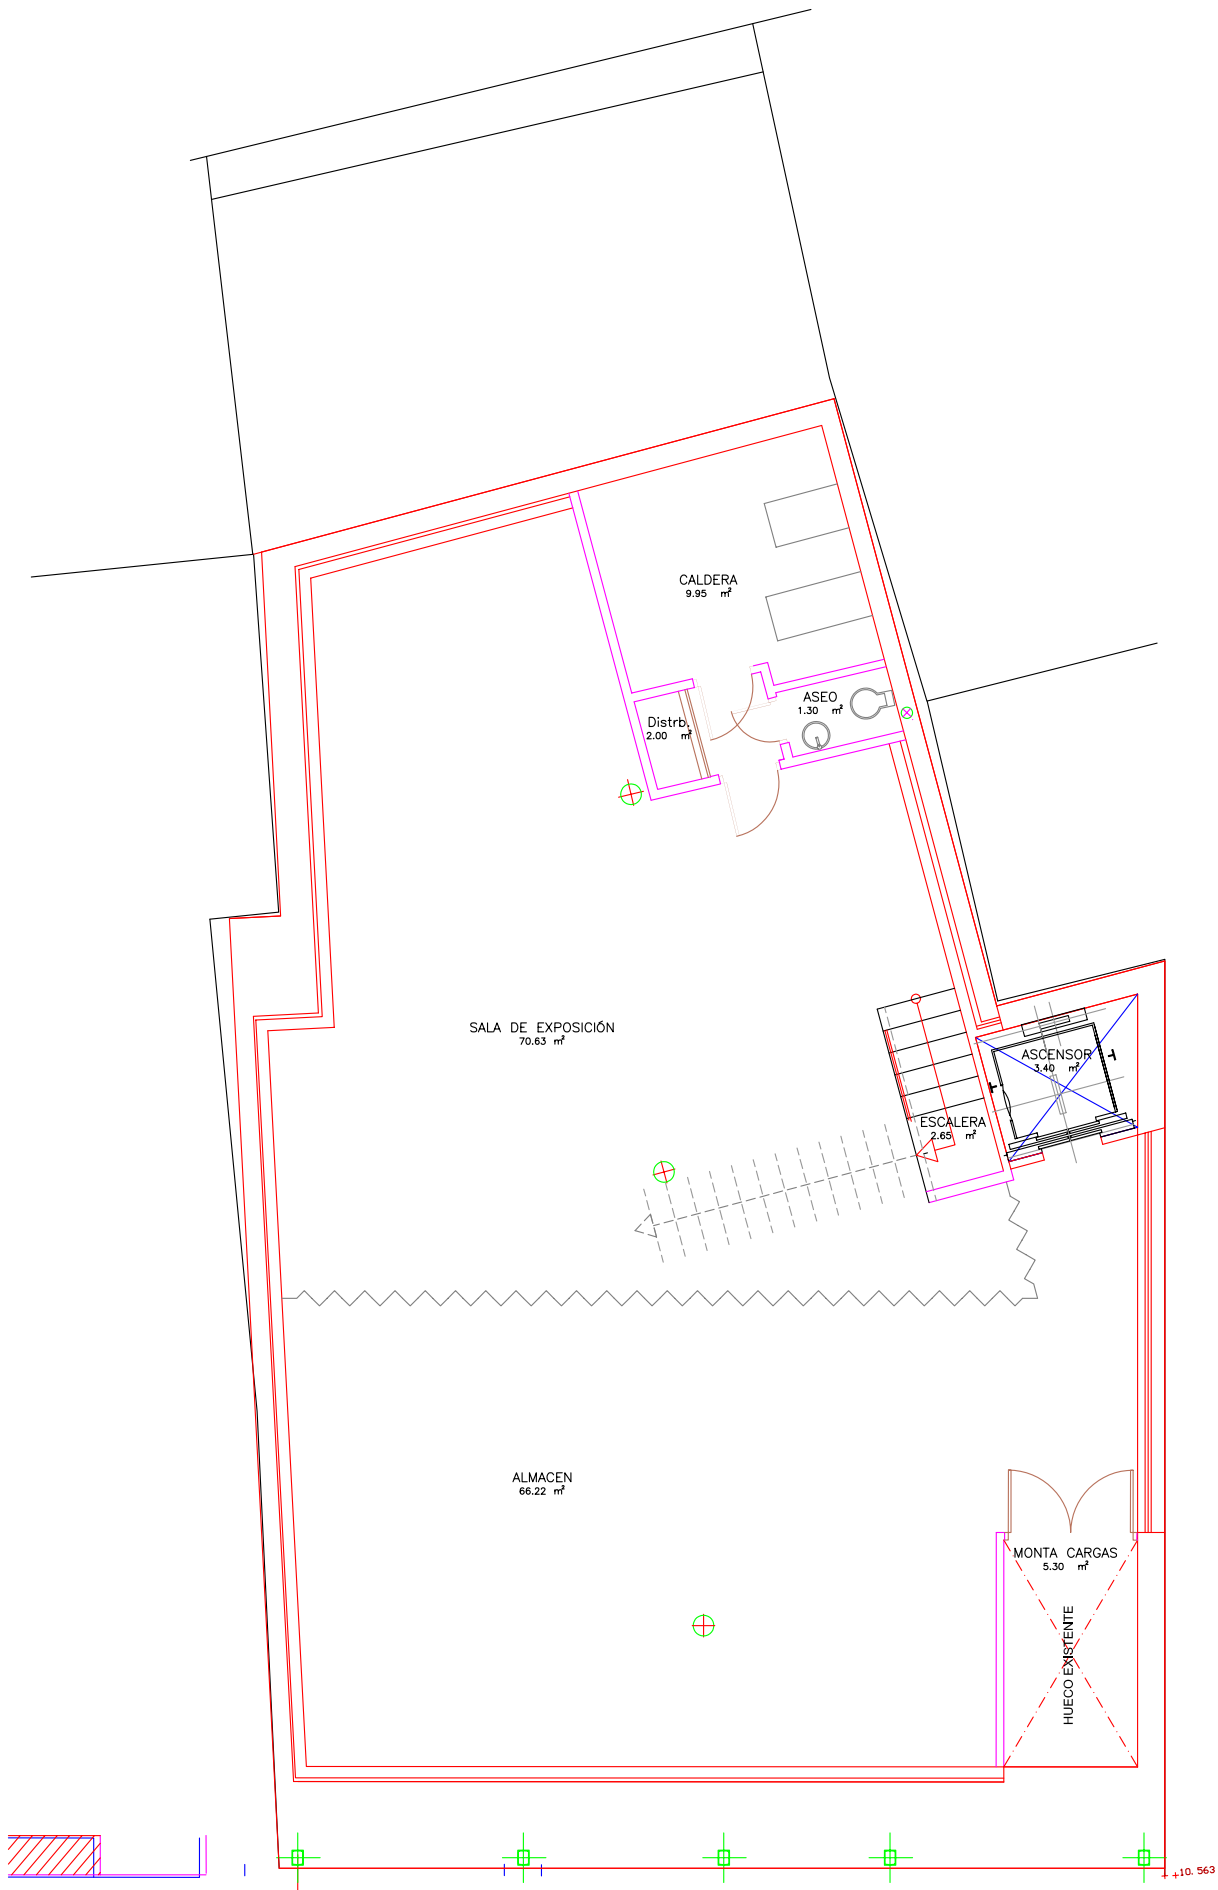 CALDERA
9.95 m²
ASEO
1.30 m²
Distrb.
2.00 m²
SALA DE EXPOSICIÓN
70.63 m²
ASCENSOR
3.40 m²
ESCALERA
2.65 m²
ALMACEN
66.22 m²
MONTA CARGAS
5.30 m²
HUECO EXISTENTE
+10.563